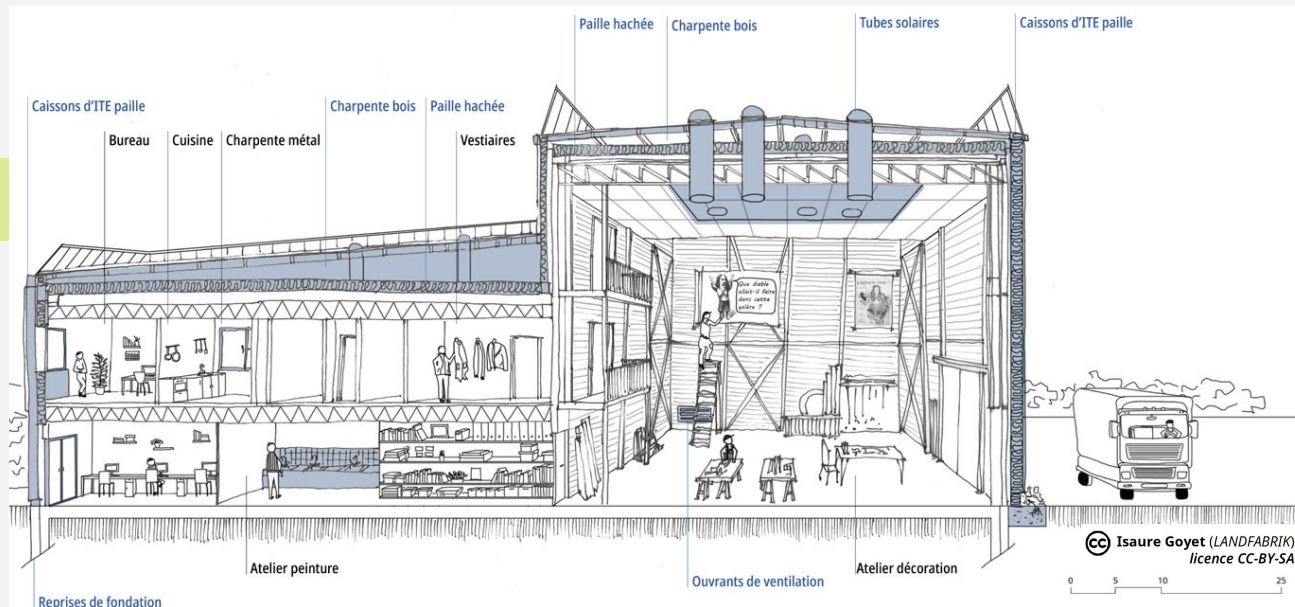 Paille hachée
Charpente bois
Tubes solaires
Caissons d'ITE paille
Caissons d'ITE paille
Charpente bois
Paille hachée
Bureau
Cuisine
Charpente métal
Vestiaires
Que diable
allait-il faire
dans cette
galère ?
Atelier peinture
Ouvrants de ventilation
Atelier décoration
Reprises de fondation
cc Isaure Goyet (LANDFABRIK)
licence CC-BY-SA
0 5 10 25